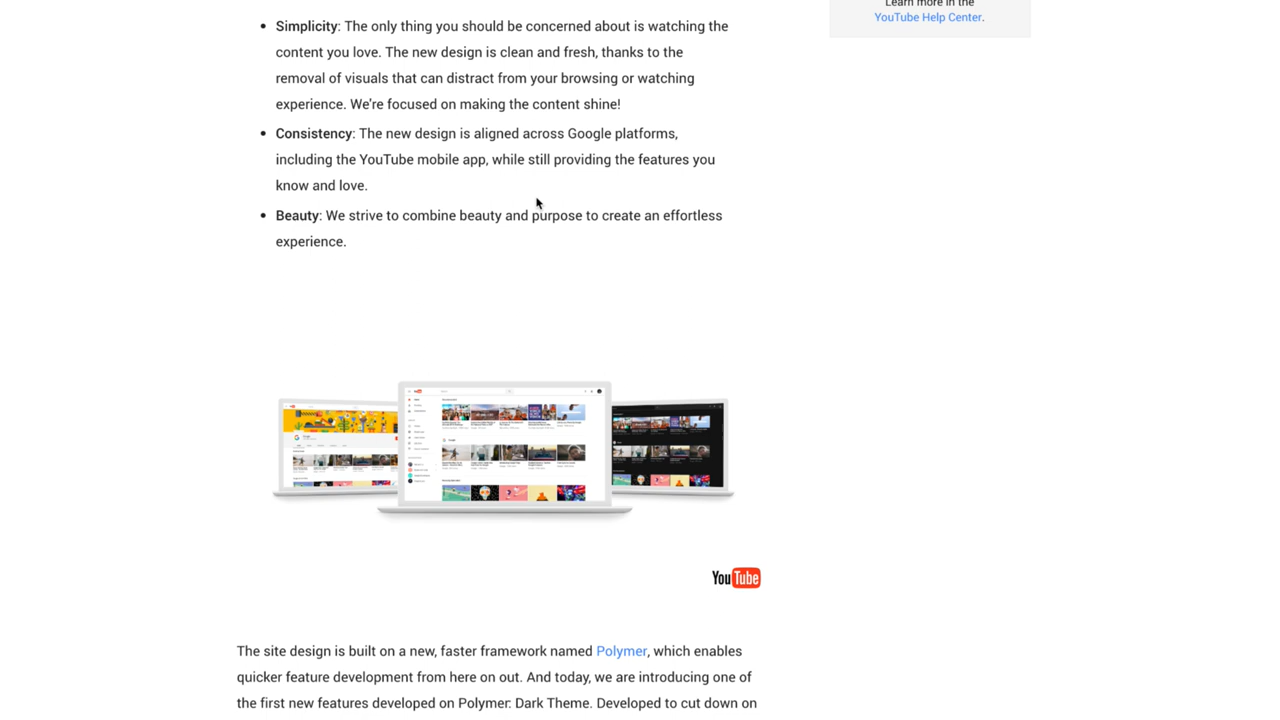 Learn more in the
YouTube Help Center.
Simplicity: The only thing you should be concerned about is watching the
content you love. The new design is clean and fresh, thanks to the
removal of visuals that can distract from your browsing or watching
experience. We're focused on making the content shine!
Consistency: The new design is aligned across Google platforms,
including the YouTube mobile app, while still providing the features you
know and love.
Beauty: We strive to combine beauty and purpose to create an effortless
experience.
YouTube
The site design is built on a new, faster framework named Polymer, which enables
quicker feature development from here on out. And today, we are introducing one of
the first new features developed on Polymer: Dark Theme. Developed to cut down on